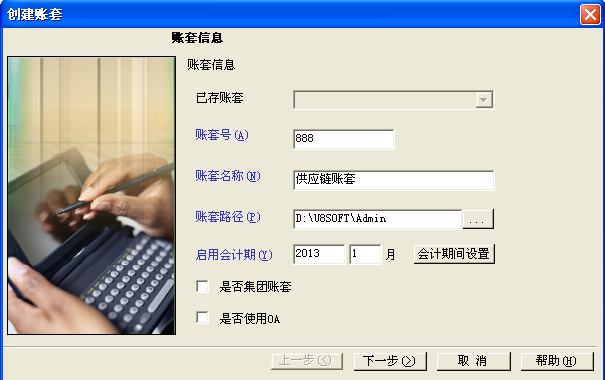 创建账套
账套信息
账套信息
已存账套
账套号(A) 888
账套名称(N) 供应链账套
账套路径(P) D:\U8SOFT\Admin ...
启用会计期(Y) 2013 1 月 会计期间设置
是否集团账套
是否使用OA
上一步(<) 下一步(>) 取 消 帮助(H)